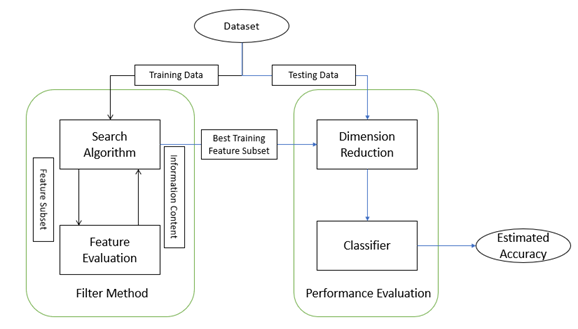 Dataset
Training Data
Testing Data
Search
Algorithm
Best Training
Feature Subset
Dimension
Reduction
Feature Subset
Information Content
Feature
Evaluation
Classifier
Estimated
Accuracy
Filter Method
Performance Evaluation